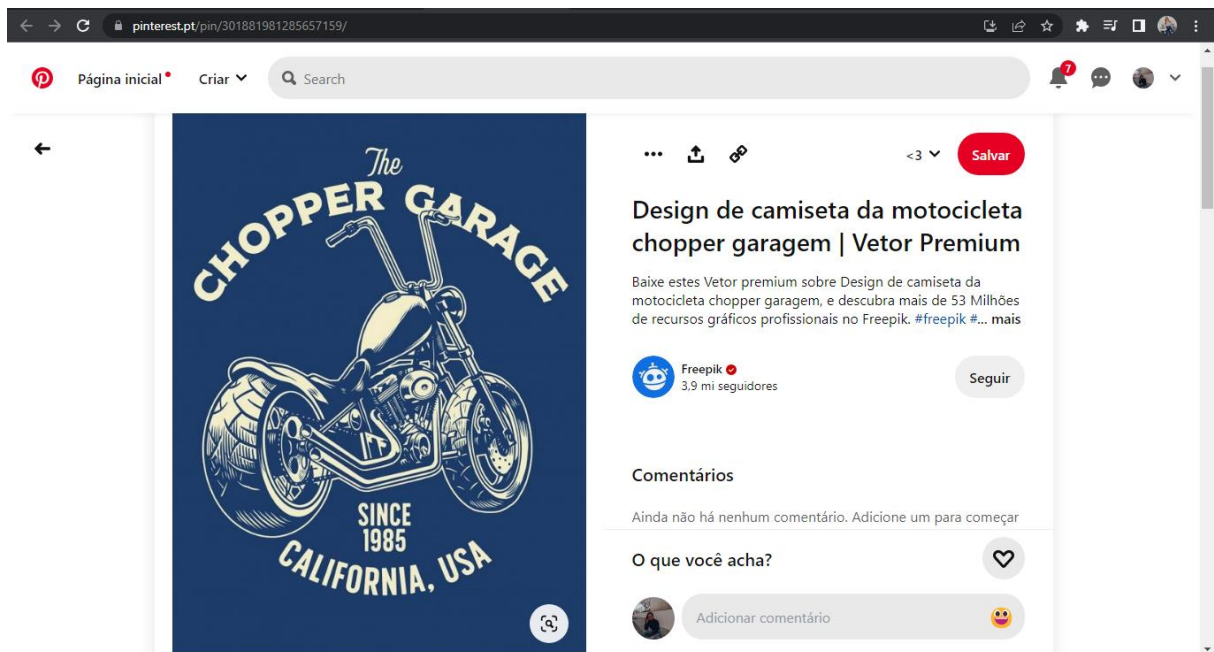 pinterest.pt/pin/301881981285657159/
Página inicial Criar Search 7
The
CHOPPER GARAGE
SINCE
1985
CALIFORNIA, USA
<3 Salvar
Design de camiseta da motocicleta
chopper garagem | Vetor Premium
Baixe estes Vetor premium sobre Design de camiseta da
motocicleta chopper garagem, e descubra mais de 53 Milhões
de recursos gráficos profissionais no Freepik. #freepik #... mais
Freepik
3,9 mi seguidores
Seguir
Comentários
Ainda não há nenhum comentário. Adicione um para começar
O que você acha?
Adicionar comentário